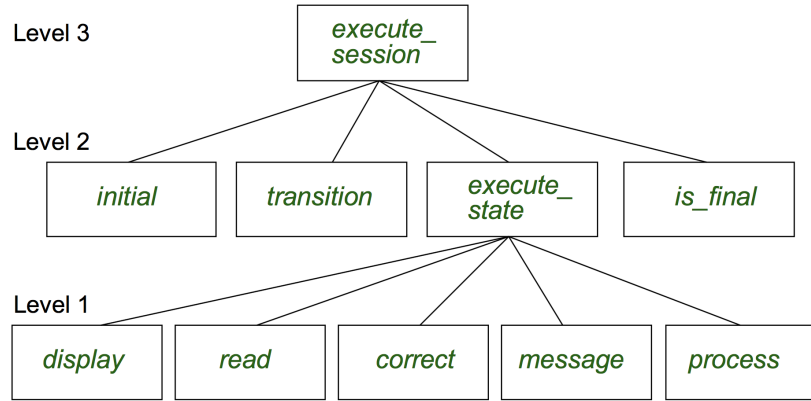 Level 3
execute_
session
Level 2
initial
transition
execute_
state
is_final
Level 1
display
read
correct
message
process